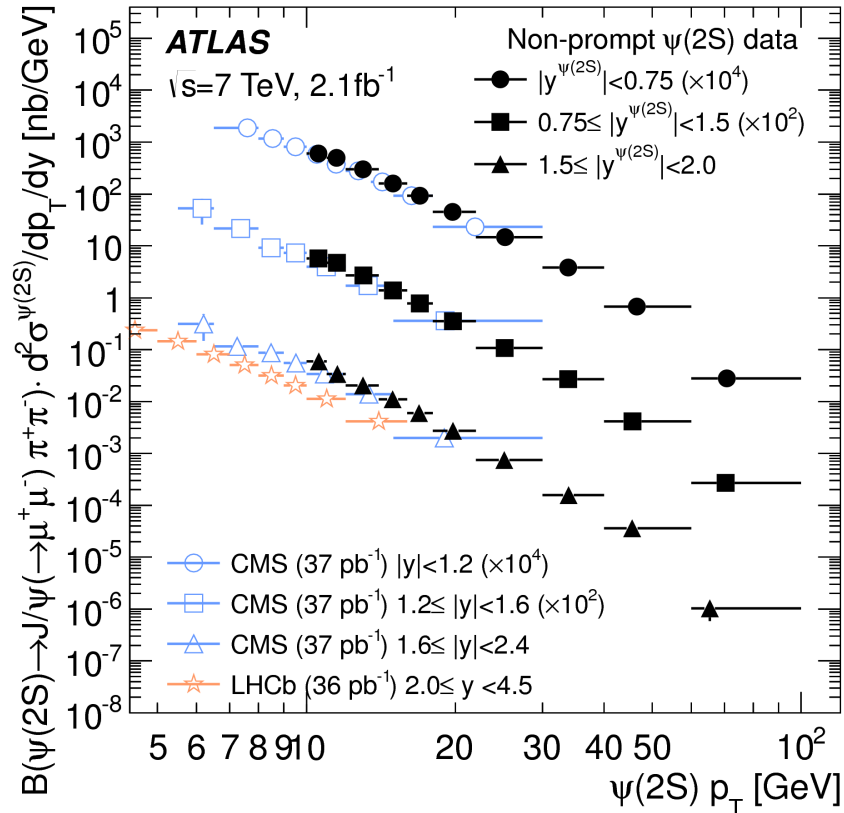 ATLAS
√s=7 TeV, 2.1fb⁻¹
Non-prompt ψ(2S) data
|y^ψ(2S)|<0.75 (×10⁴)
0.75≤ |y^ψ(2S)|<1.5 (×10²)
1.5≤ |y^ψ(2S)|<2.0
B(ψ(2S)→J/ψ(→μ⁺μ⁻) π⁺π⁻)· d²σ^ψ(2S)/dp_T/dy [nb/GeV]
10⁵
10⁴
10³
10²
10
1
10⁻¹
10⁻²
10⁻³
10⁻⁴
10⁻⁵
10⁻⁶
10⁻⁷
10⁻⁸
CMS (37 pb⁻¹) |y|<1.2 (×10⁴)
CMS (37 pb⁻¹) 1.2≤ |y|<1.6 (×10²)
CMS (37 pb⁻¹) 1.6≤ |y|<2.4
LHCb (36 pb⁻¹) 2.0≤ y <4.5
5 6 7 8 9 10 20 30 40 50 10²
ψ(2S) p_T [GeV]